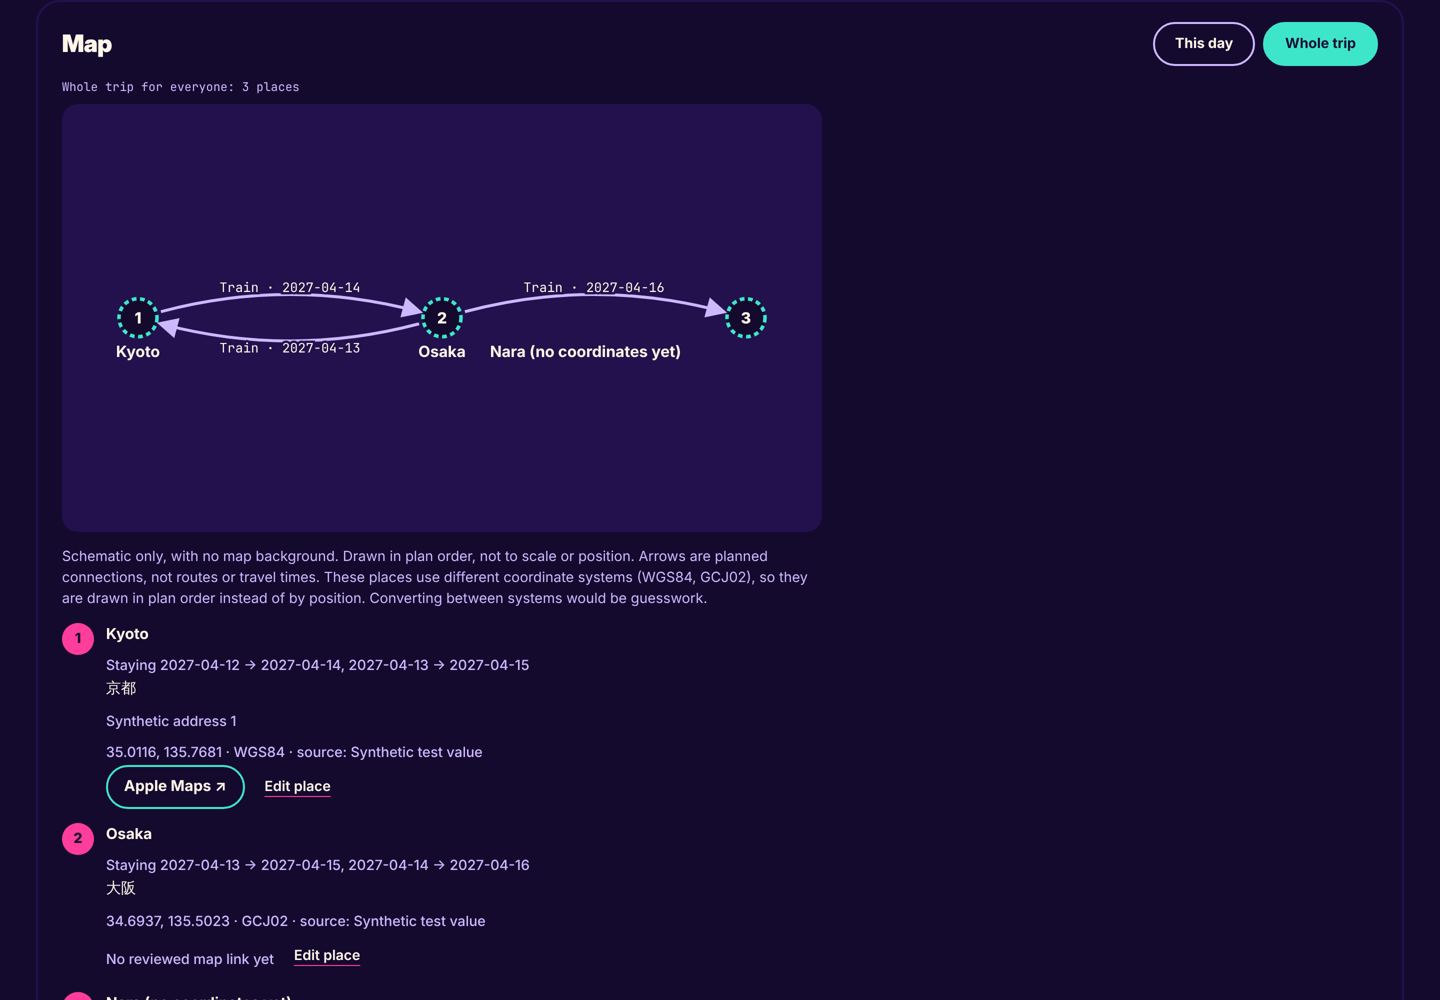 Map
This day
Whole trip
Whole trip for everyone: 3 places
Train · 2027-04-14
Train · 2027-04-16
1
2
3
Train · 2027-04-13
Kyoto
Osaka
Nara (no coordinates yet)
Schematic only, with no map background. Drawn in plan order, not to scale or position. Arrows are planned
connections, not routes or travel times. These places use different coordinate systems (WGS84, GCJ02), so they
are drawn in plan order instead of by position. Converting between systems would be guesswork.
1
Kyoto
Staying 2027-04-12 → 2027-04-14, 2027-04-13 → 2027-04-15
京都
Synthetic address 1
35.0116, 135.7681 · WGS84 · source: Synthetic test value
Apple Maps ↗
Edit place
2
Osaka
Staying 2027-04-13 → 2027-04-15, 2027-04-14 → 2027-04-16
大阪
34.6937, 135.5023 · GCJ02 · source: Synthetic test value
No reviewed map link yet
Edit place
Nara (no coordinates yet)